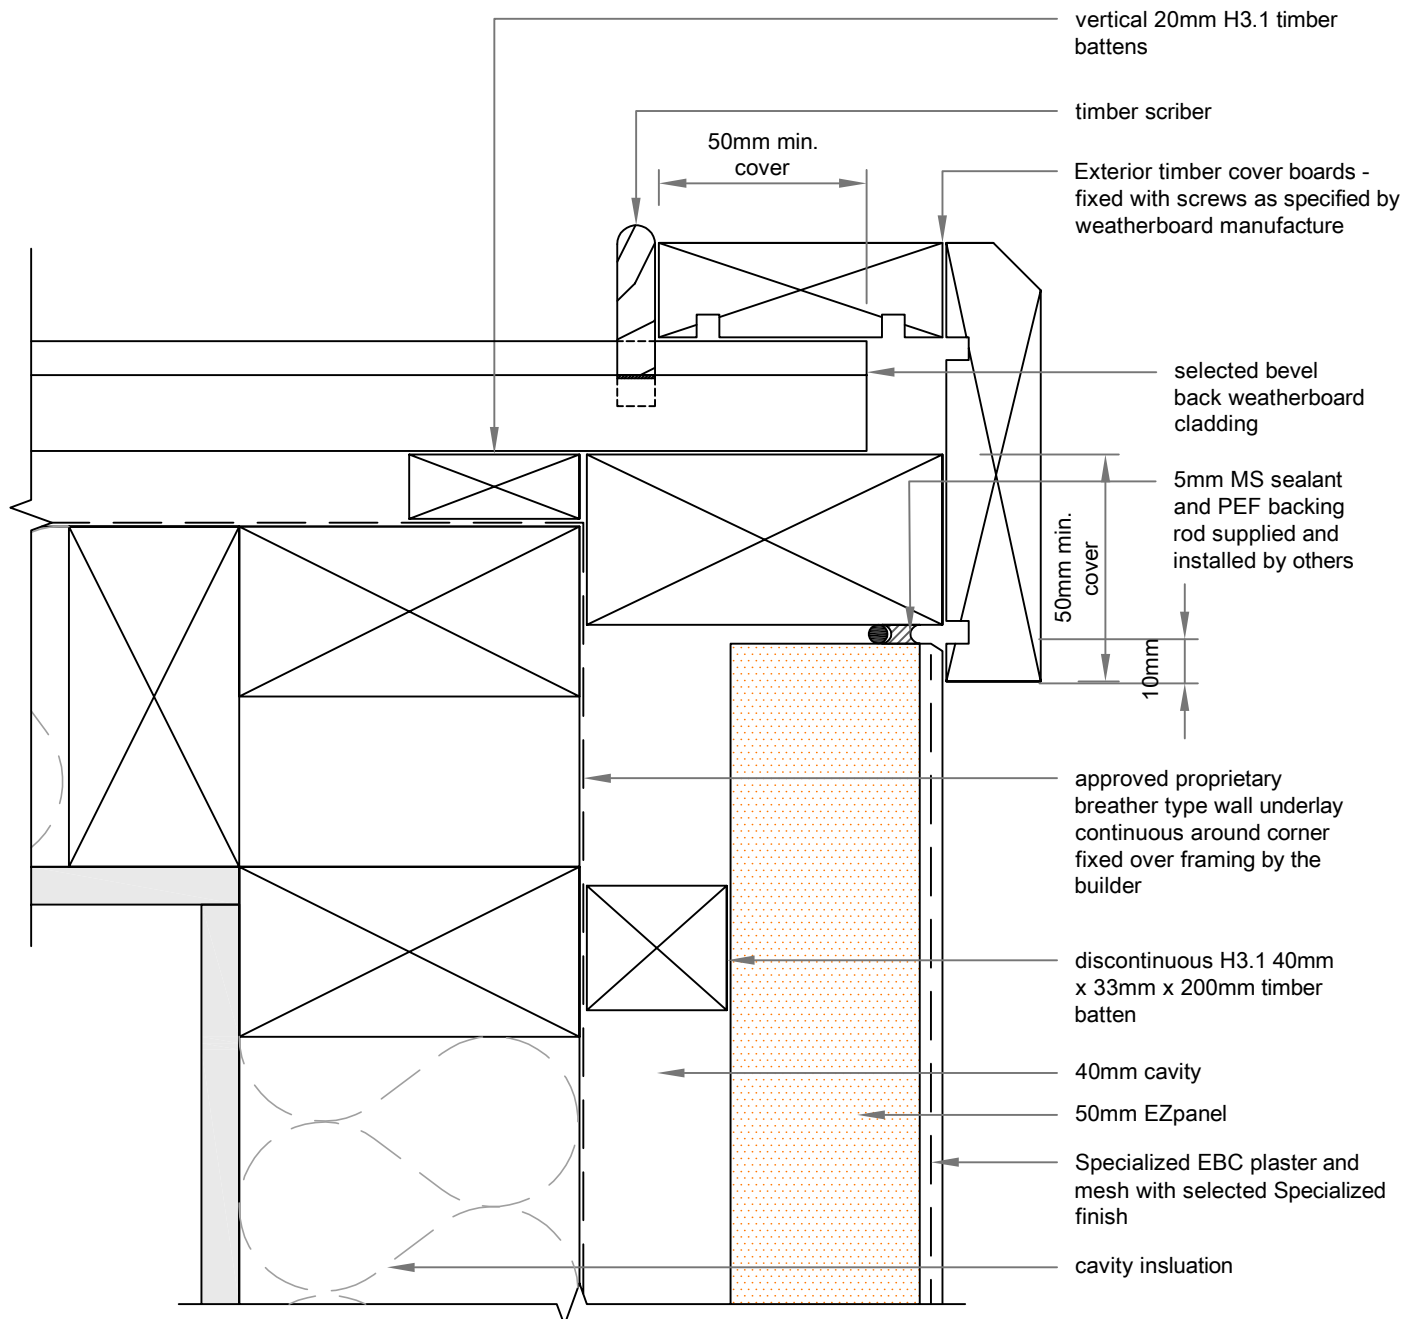 vertical 20mm H3.1 timber
battens
timber scriber
50mm min.
cover
Exterior timber cover boards -
fixed with screws as specified by
weatherboard manufacture
selected bevel
back weatherboard
cladding
5mm MS sealant
and PEF backing
rod supplied and
installed by others
50mm min.
cover
10mm
approved proprietary
breather type wall underlay
continuous around corner
fixed over framing by the
builder
discontinuous H3.1 40mm
x 33mm x 200mm timber
batten
40mm cavity
50mm EZpanel
Specialized EBC plaster and
mesh with selected Specialized
finish
cavity insluation